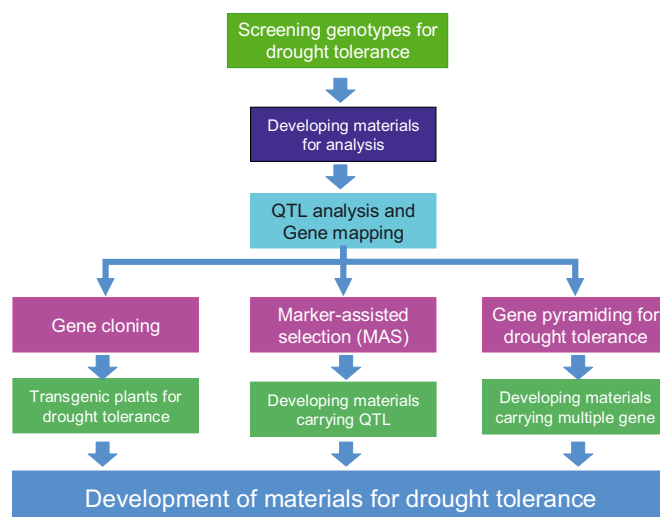 Screening genotypes for
drought tolerance
Developing materials
for analysis
QTL analysis and
Gene mapping
Gene cloning
Marker-assisted
selection (MAS)
Gene pyramiding for
drought tolerance
Transgenic plants for
drought tolerance
Developing materials
carrying QTL
Developing materials
carrying multiple gene
Development of materials for drought tolerance